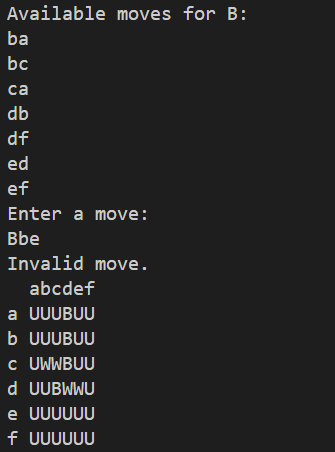 Available moves for B:
ba
bc
ca
db
df
ed
ef
Enter a move:
Bbe
Invalid move.
  abcdef
a UUUBUU
b UUUBUU
c UWWBUU
d UUBWWU
e UUUUUU
f UUUUUU